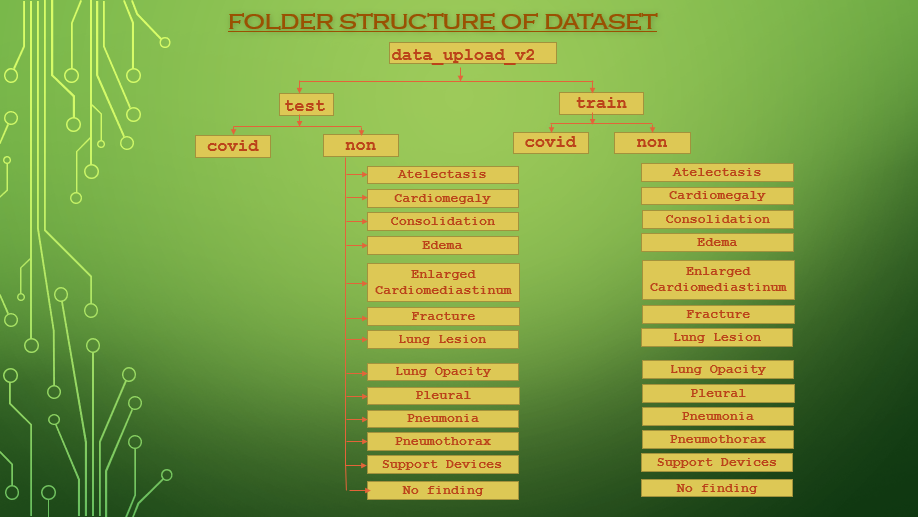 FOLDER STRUCTURE OF DATASET
data_upload_v2
test
train
covid
non
covid
non
Atelectasis
Cardiomegaly
Consolidation
Edema
Enlarged
Cardiomediastinum
Fracture
Lung Lesion
Lung Opacity
Pleural
Pneumonia
Pneumothorax
Support Devices
No finding
Atelectasis
Cardiomegaly
Consolidation
Edema
Enlarged
Cardiomediastinum
Fracture
Lung Lesion
Lung Opacity
Pleural
Pneumonia
Pneumothorax
Support Devices
No finding